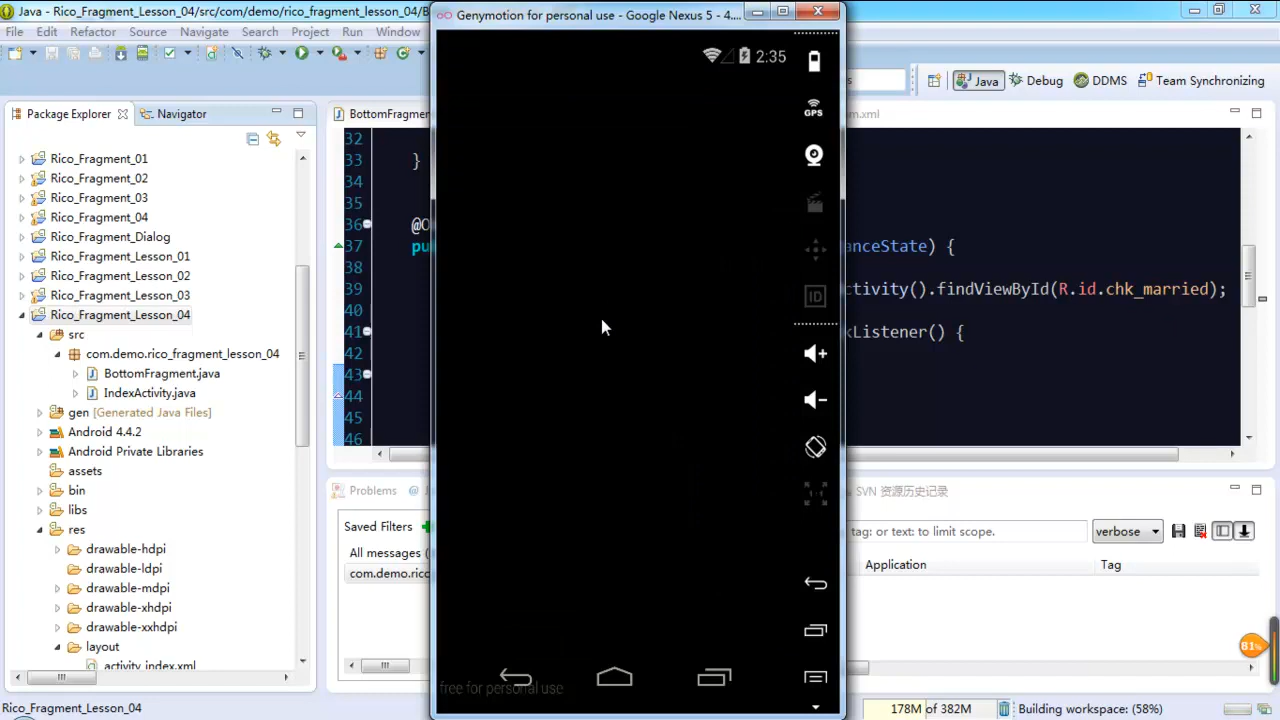 Java - Rico_Fragment_Lesson_04/src/com/demo/rico_fragment_lesson_04/B
Genymotion for personal use - Google Nexus 5 - 4....
File Edit Refactor Source Navigate Search Project Run Window
Java Debug DDMS Team Synchronizing
Package Explore Navigator
Rico_Fragment_01
Rico_Fragment_02
Rico_Fragment_03
Rico_Fragment_04
Rico_Fragment_Dialog
Rico_Fragment_Lesson_01
Rico_Fragment_Lesson_02
Rico_Fragment_Lesson_03
Rico_Fragment_Lesson_04
src
com.demo.rico_fragment_lesson_04
BottomFragment.java
IndexActivity.java
gen [Generated Java Files]
Android 4.4.2
Android Private Libraries
assets
bin
libs
res
drawable-hdpi
drawable-ldpi
drawable-mdpi
drawable-xhdpi
drawable-xxhdpi
layout
activity_index.xml
BottomFragm
m.xml
32
33 }
34
35
36 @O
37 pu anceState) {
38
39 ctivity().findViewById(R.id.chk_married);
40
41 kListener() {
42
43
44
45
46
2:35
GPS
ID
1:1
free for personal use
Problems @ J
SVN 资源历史记录
Saved Filters
All messages (
com.demo.ricc
tag: or text: to limit scope.
verbose
Application Tag
81%
Rico_Fragment_Lesson_04
178M of 382M
Building workspace: (58%)